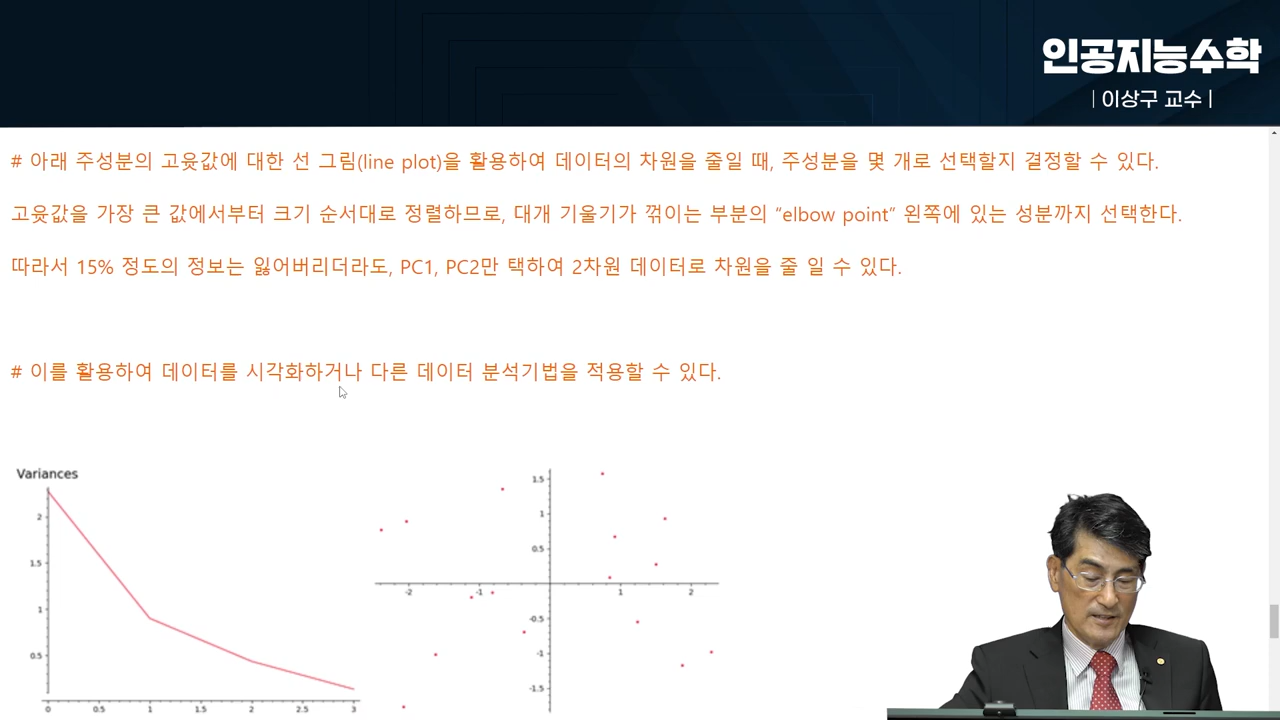 인공지능수학
| 이상구 교수 |
# 아래 주성분의 고윳값에 대한 선 그림(line plot)을 활용하여 데이터의 차원을 줄일 때, 주성분을 몇 개로 선택할지 결정할 수 있다.
고윳값을 가장 큰 값에서부터 크기 순서대로 정렬하므로, 대개 기울기가 꺾이는 부분의 “elbow point” 왼쪽에 있는 성분까지 선택한다.
따라서 15% 정도의 정보는 잃어버리더라도, PC1, PC2만 택하여 2차원 데이터로 차원을 줄 일 수 있다.
# 이를 활용하여 데이터를 시각화하거나 다른 데이터 분석기법을 적용할 수 있다.
Variances
2
1.5
1
0.5
0 0.5 1 1.5 2 2.5 3
1.5
1
0.5
-2 -1 1 2
-0.5
-1
-1.5